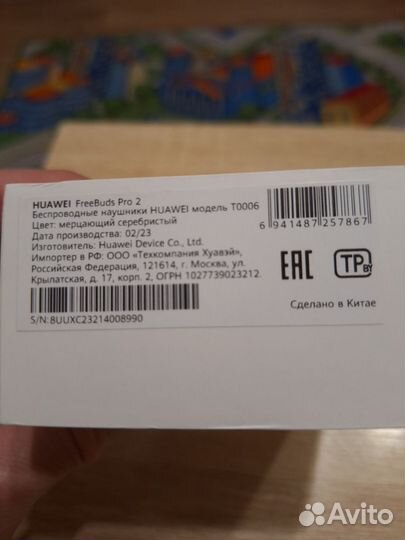 HUAWEI FreeBuds Pro 2
Беспроводные наушники HUAWEI модель T0006
Цвет: мерцающий серебристый
Дата производства: 02/23
Изготовитель: Huawei Device Co., Ltd.
Импортер в РФ: ООО «Техкомпания Хуавэй»,
Российская Федерация, 121614, г. Москва, ул.
Крылатская, д. 17, корп. 2, ОГРН 1027739023212.
S/N:8UUXC23214008990
6 941487 257867
EAC
TP BY
Сделано в Китае
Avito